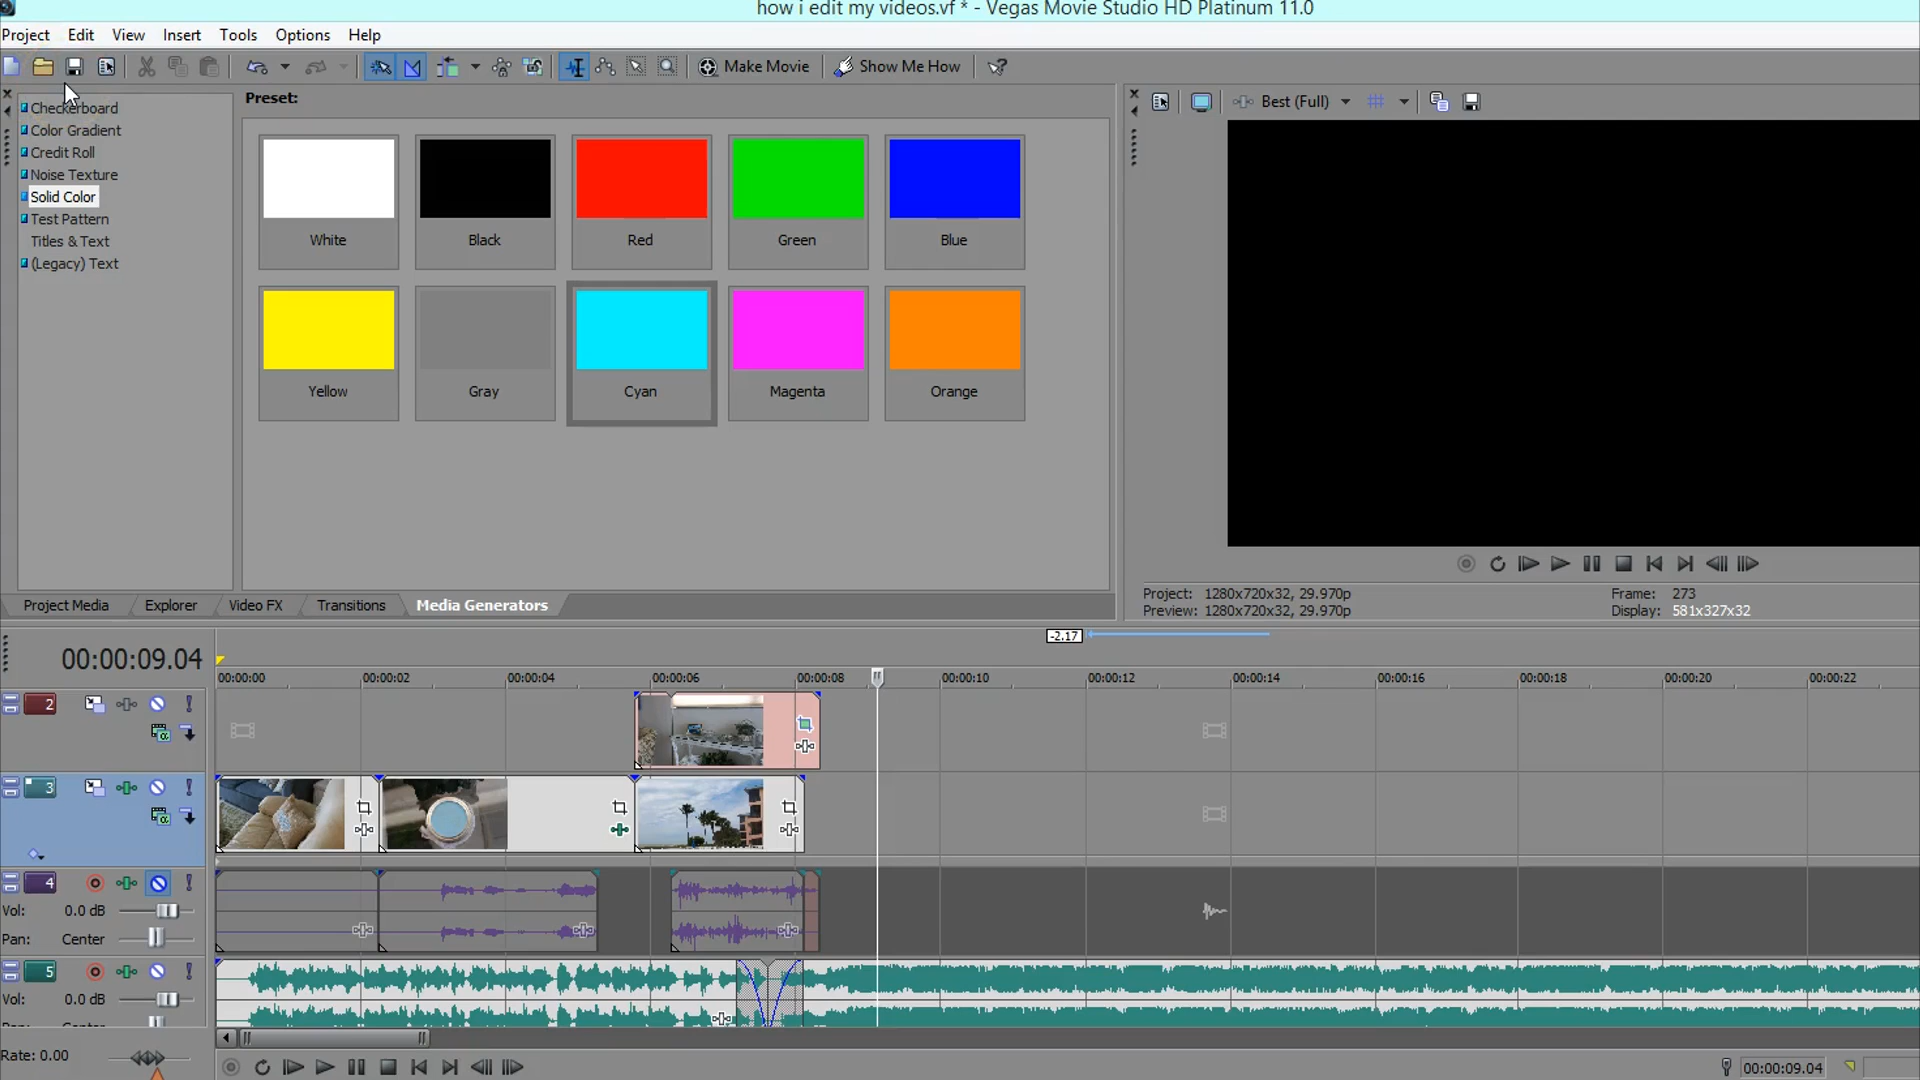 how i edit my videos.vf * - Vegas Movie Studio HD Platinum 11.0
Project Edit View Insert Tools Options Help
Make Movie Show Me How
Checkerboard
Color Gradient
Credit Roll
Noise Texture
Solid Color
Test Pattern
Titles & Text
(Legacy) Text
Preset:
White Black Red Green Blue
Yellow Gray Cyan Magenta Orange
Best (Full)
Project: 1280x720x32, 29.970p Frame: 273
Preview: 1280x720x32, 29.970p Display: 581x327x32
Project Media Explorer Video FX Transitions Media Generators
-2.17
00:00:09.04
00:00:00 00:00:02 00:00:04 00:00:06 00:00:08 00:00:10 00:00:12 00:00:14 00:00:16 00:00:18 00:00:20 00:00:22
2
3
4
Vol: 0.0 dB
Pan: Center
5
Vol: 0.0 dB
Pan: Center
Rate: 0.00
00:00:09.04